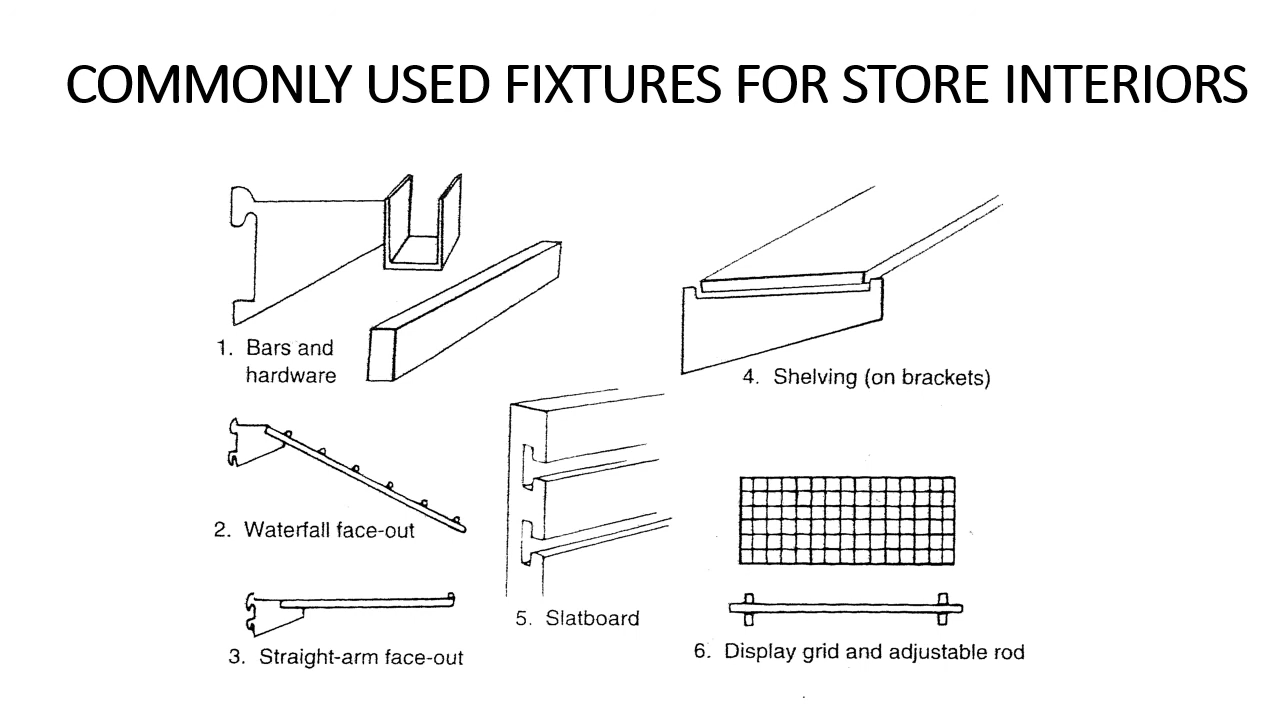 COMMONLY USED FIXTURES FOR STORE INTERIORS
1. Bars and
hardware
2. Waterfall face-out
3. Straight-arm face-out
4. Shelving (on brackets)
5. Slatboard
6. Display grid and adjustable rod